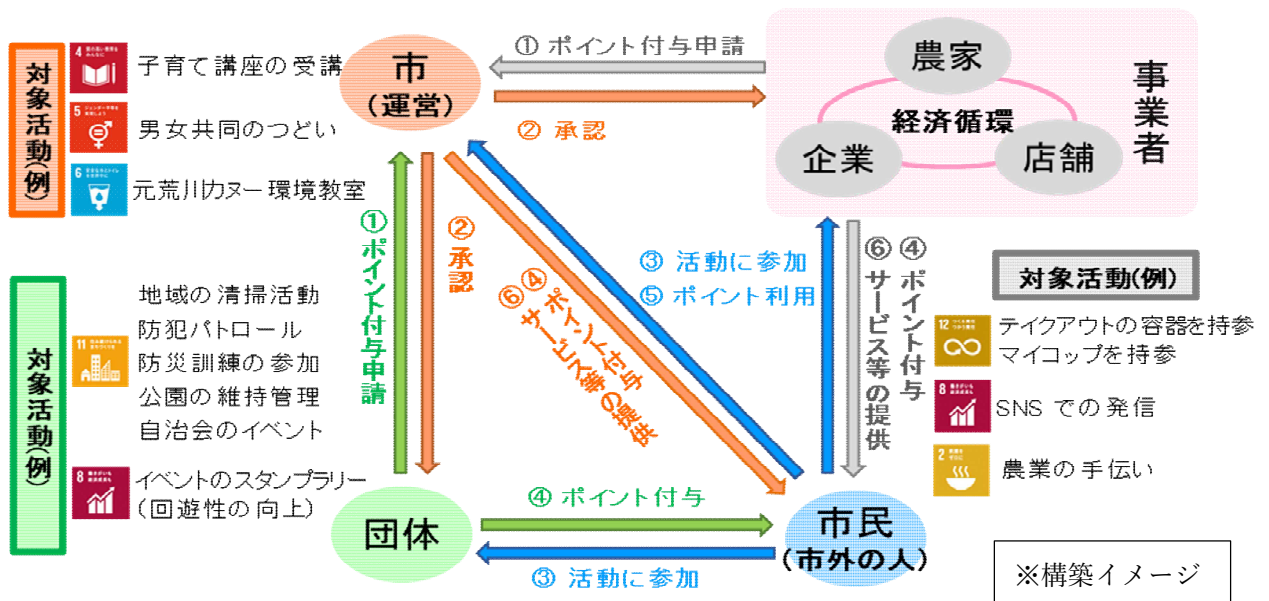 対象活動(例)
4
子育て講座の受講
5
男女共同のつどい
6
元荒川カヌー環境教室
市
(運営)
① ポイント付与申請
② 承認
農家
経済循環
企業
店舗
事業者
① ポイント付与申請
② 承認
④ ポイント付与
⑥ サービス等の提供
③ 活動に参加
⑤ ポイント利用
④ ポイント付与
⑥ サービス等の提供
対象活動(例)
12
テイクアウトの容器を持参
マイコップを持参
8
SNSでの発信
2
農業の手伝い
対象活動(例)
11
地域の清掃活動
防犯パトロール
防災訓練の参加
公園の維持管理
自治会のイベント
8
イベントのスタンプラリー
(回遊性の向上)
団体
④ ポイント付与
③ 活動に参加
市民
(市外の人)
※構築イメージ